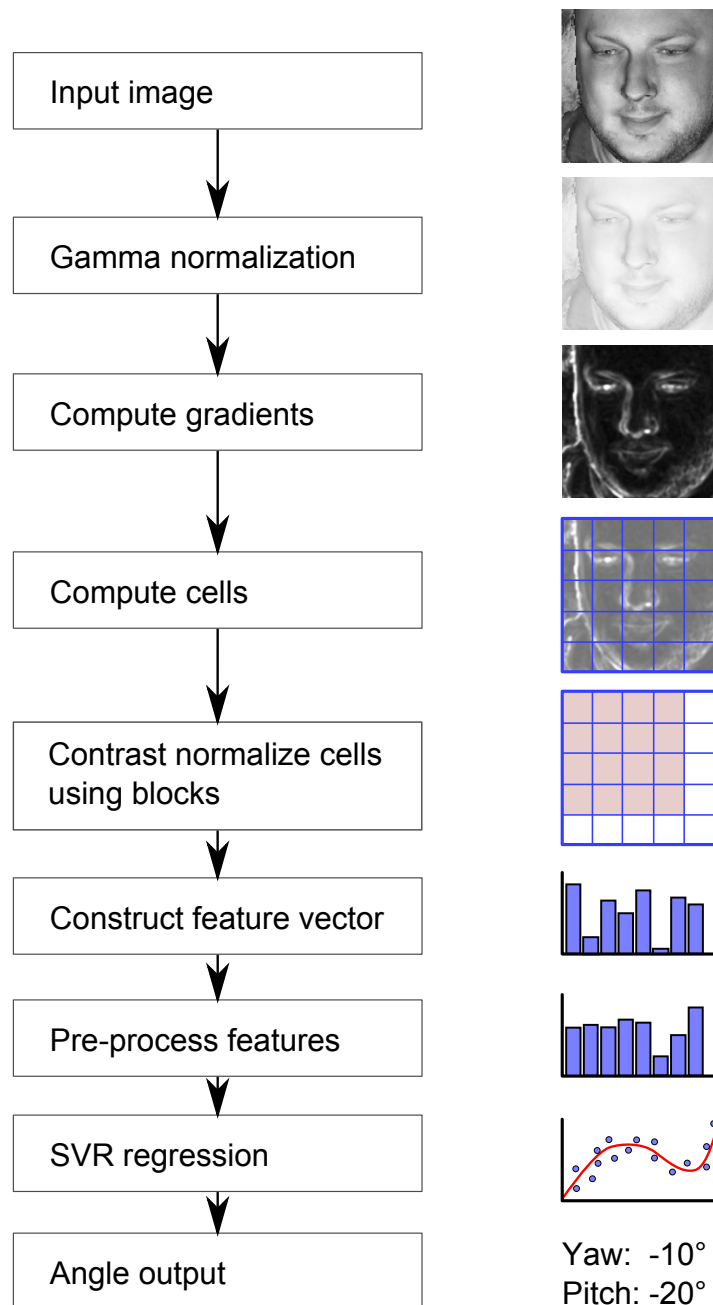 Input image
Gamma normalization
Compute gradients
Compute cells
Contrast normalize cells
using blocks
Construct feature vector
Pre-process features
SVR regression
Angle output
Yaw: -10°
Pitch: -20°